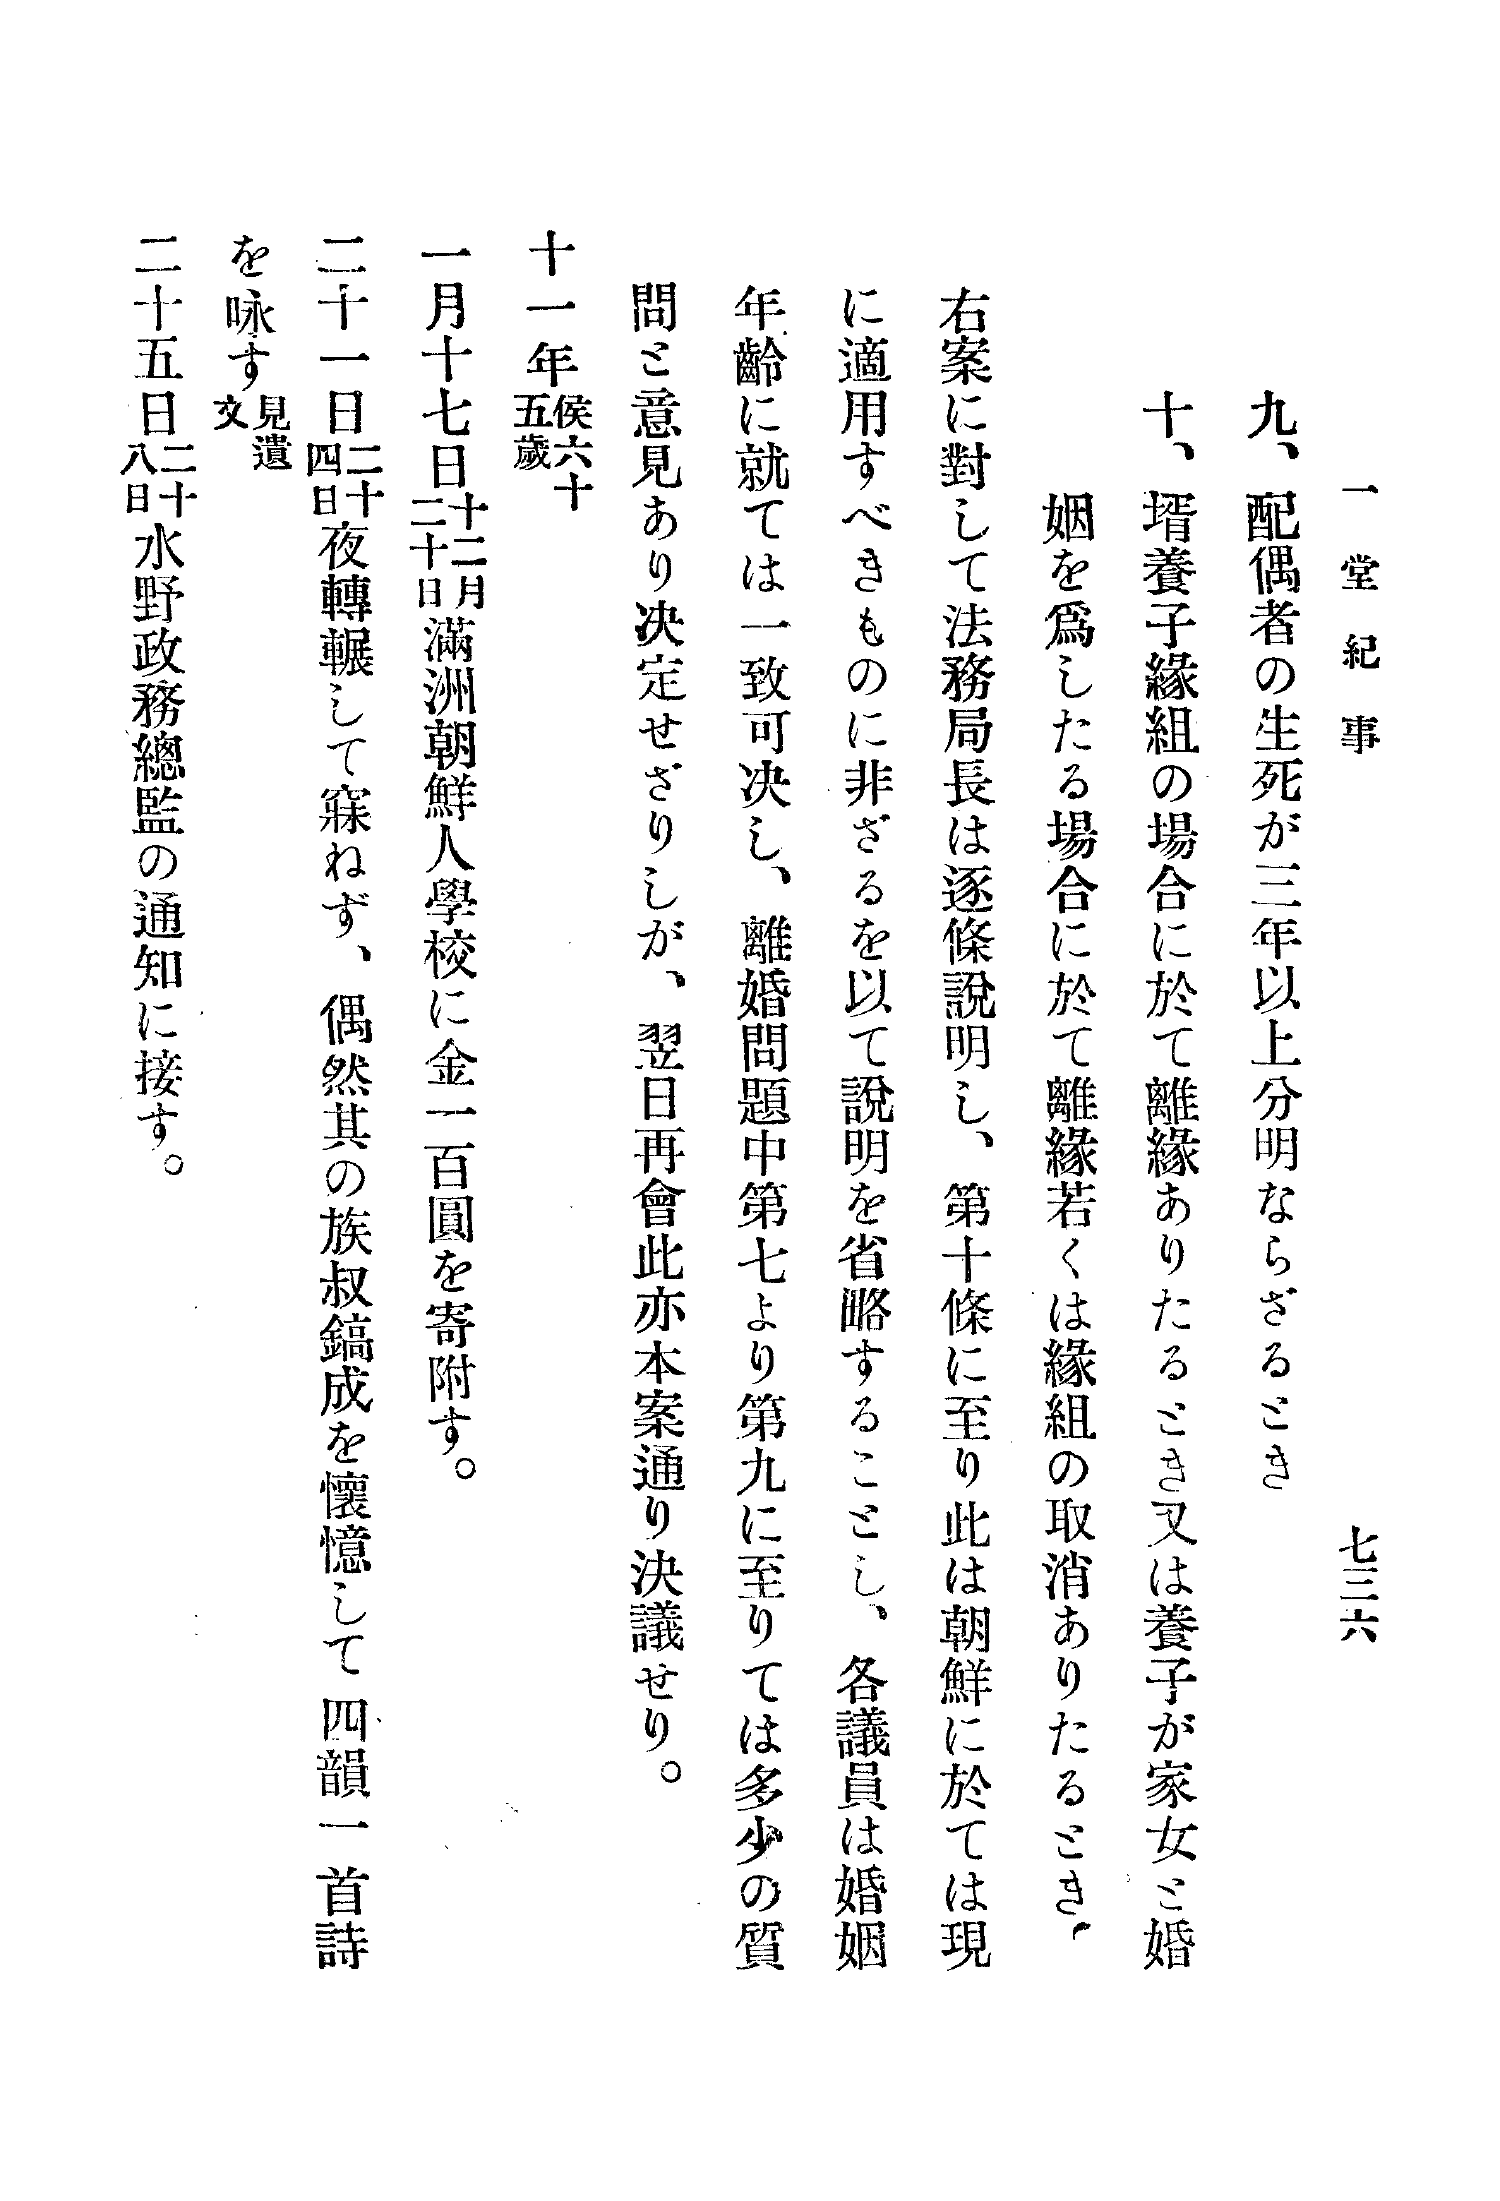 一堂紀事　七三六
九、配偶者の生死が三年以上分明ならざるとき
十、壻養子緣組の場合に於て離緣ありたるとき又は養子が家女と婚
姻を爲したる場合に於て離緣若くは緣組の取消ありたるとき、
右案に對して法務局長は逐條說明し、第十條に至り此は朝鮮に於ては現
に適用すべきものに非ざるを以て說明を省略することとし、各議員は婚姻
年齡に就ては一致可決し、離婚問題中第七より第九に至りては多少の質
問と意見あり决定せざりしが、翌日再會此亦本案通り決議せり。
十一年侯六十五歲
一月十七日十二月二十日滿洲朝鮮人學校に金一百圓を寄附す。
二十一日二十四日夜轉輾して寐ねず、偶然其の族叔鎬成を懷憶して四韻一首詩
を咏す見遺文
二十五日二十八日水野政務總監の通知に接す。